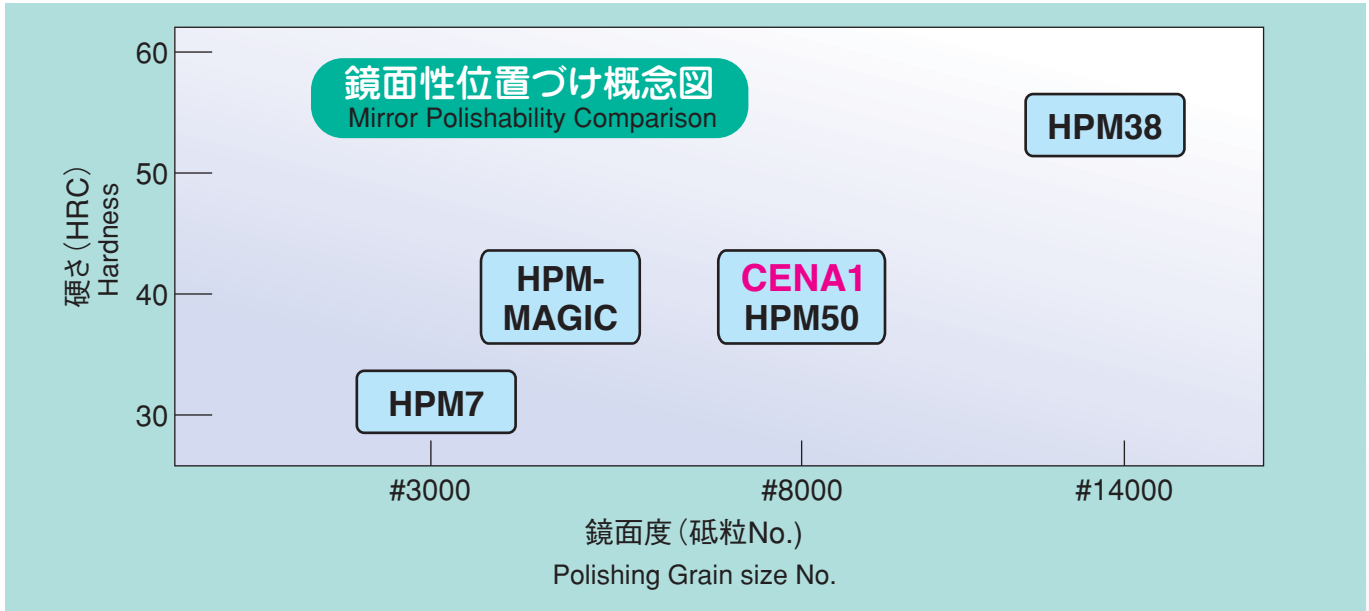 鏡面性位置づけ概念図
Mirror Polishability Comparison
硬さ（HRC）
Hardness
60
50
40
30
HPM38
HPM-
MAGIC
CENA1
HPM50
HPM7
#3000
#8000
#14000
鏡面度（砥粒No.)
Polishing Grain size No.